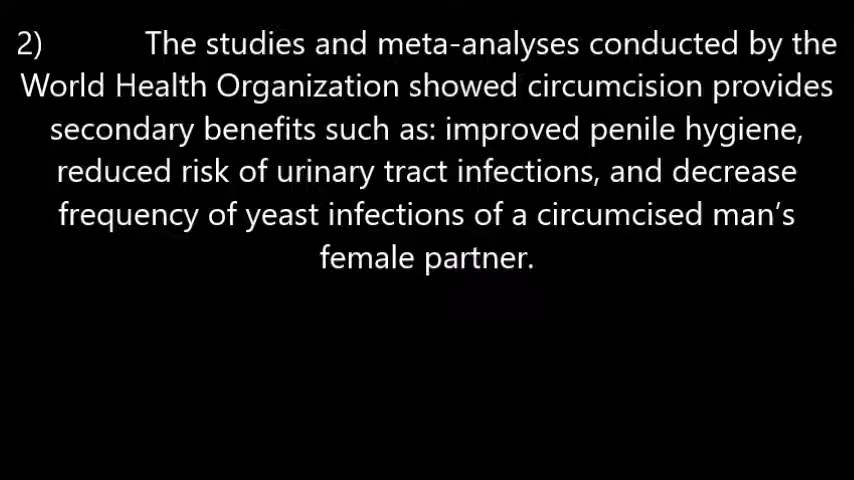 2) The studies and meta-analyses conducted by the
World Health Organization showed circumcision provides
secondary benefits such as: improved penile hygiene,
reduced risk of urinary tract infections, and decrease
frequency of yeast infections of a circumcised man’s
female partner.